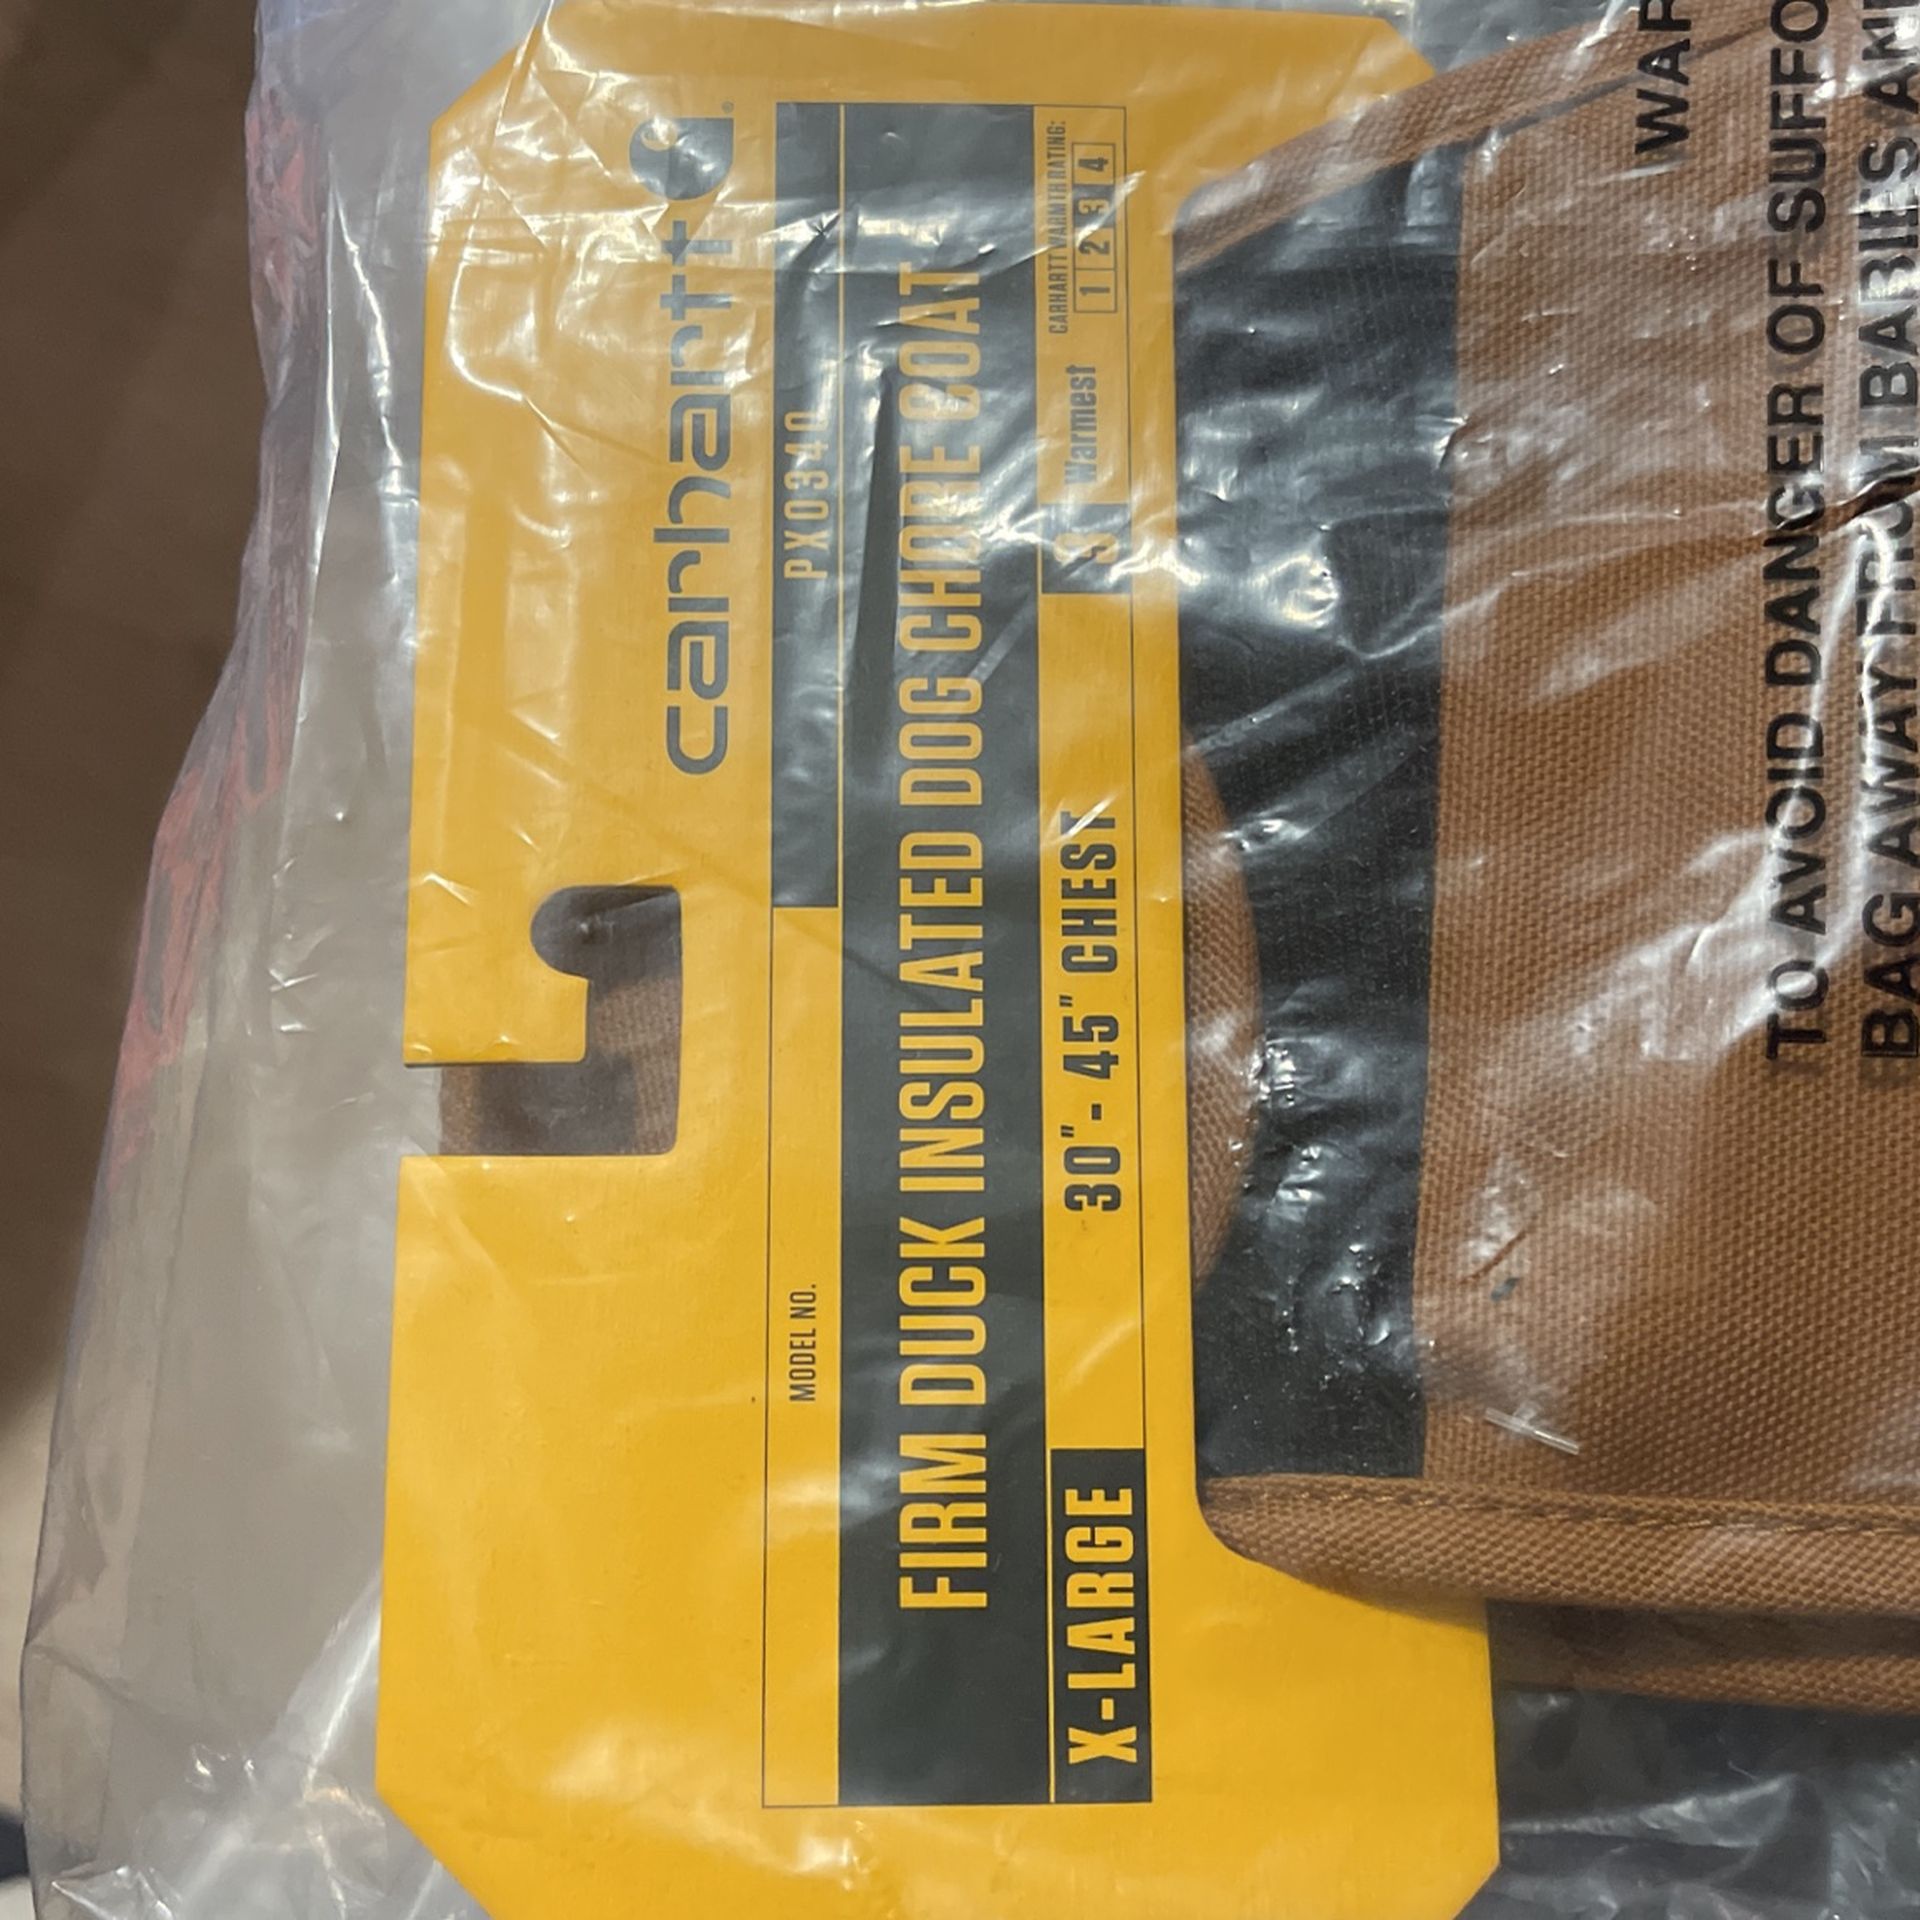 carhartt
MODEL NO. PX0340
FIRM DUCK INSULATED DOG CHORE COAT
X-LARGE 30"- 45" CHEST 3 Warmest CARHARTT WARMTH RATING:
1 2 3 4
WAR
TO AVOID DANGER OF SUFFO
BAG AWAY FROM BABIES AN